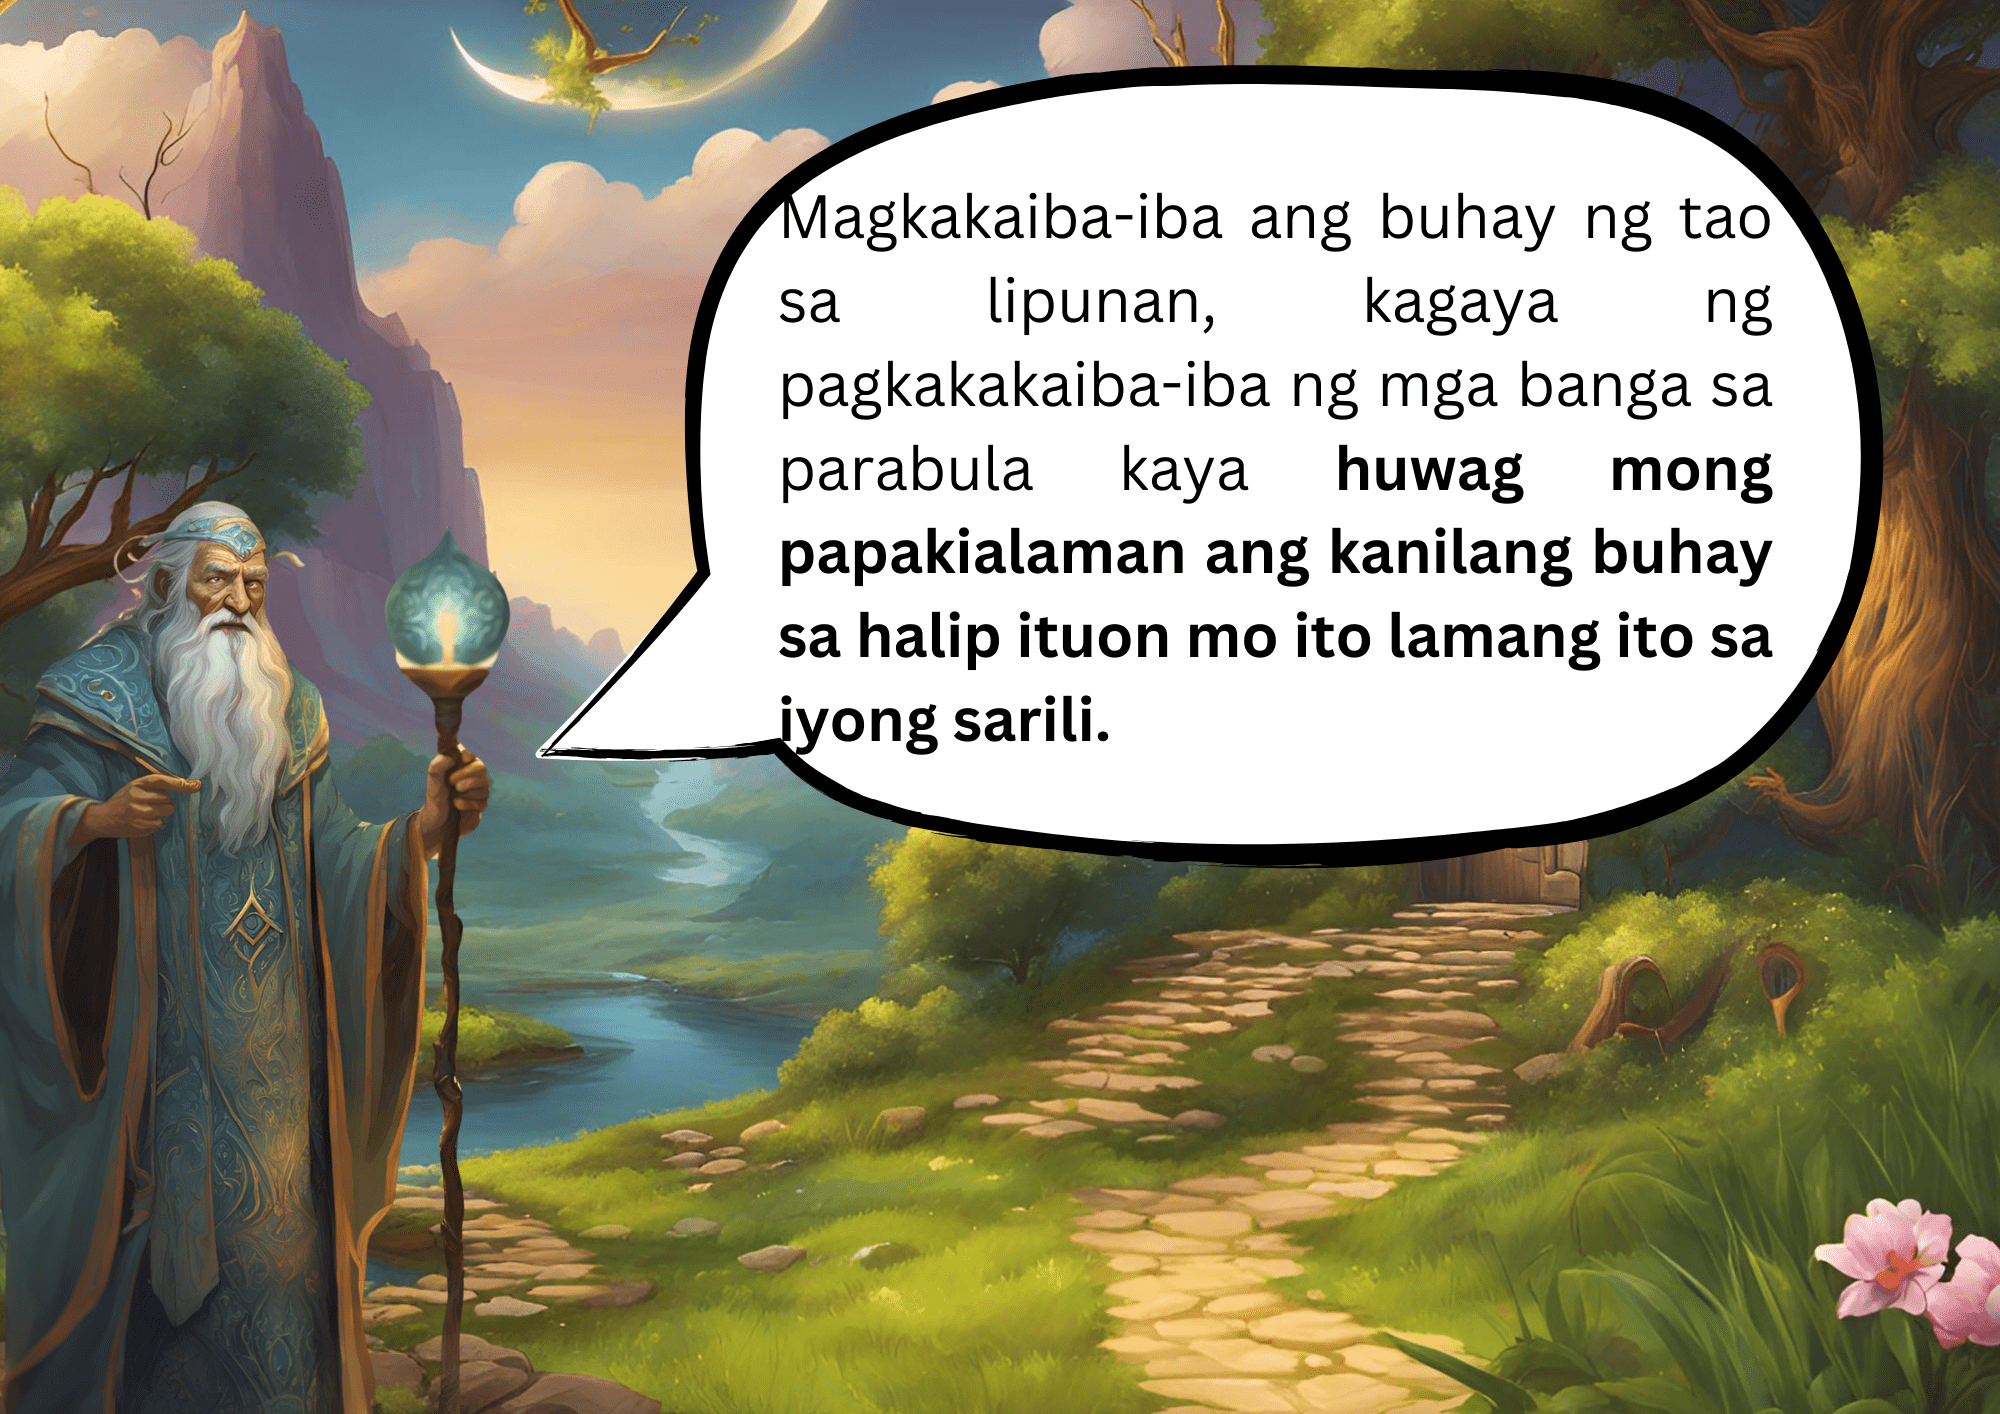 Magkakaiba-iba ang buhay ng tao
sa lipunan, kagaya ng
pagkakakaiba-iba ng mga banga sa
parabula kaya huwag mong
papakialaman ang kanilang buhay
sa halip ituon mo ito lamang ito sa
iyong sarili.